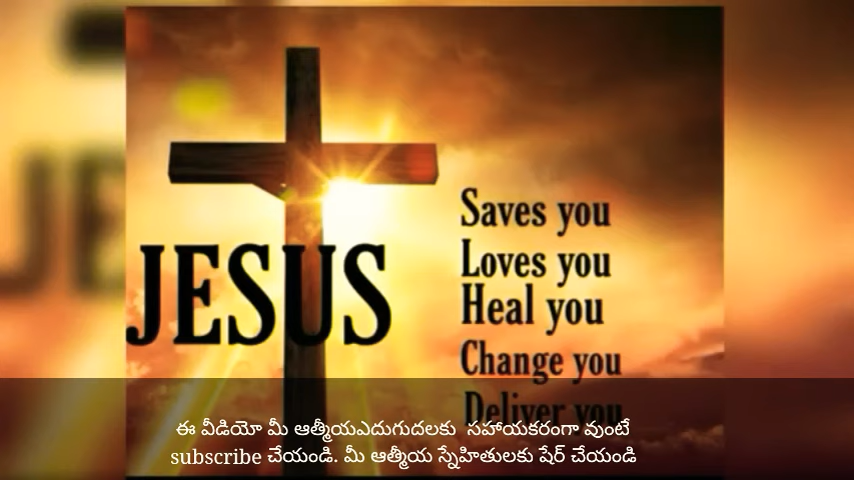 JESUS
Saves you
Loves you
Heal you
Change you
Deliver you
ఈ వీడియో మీ ఆత్మీయఎదుగుదలకు సహాయకరంగా వుంటే
subscribe చేయండి. మీ ఆత్మీయ స్నేహితులకు షేర్ చేయండి